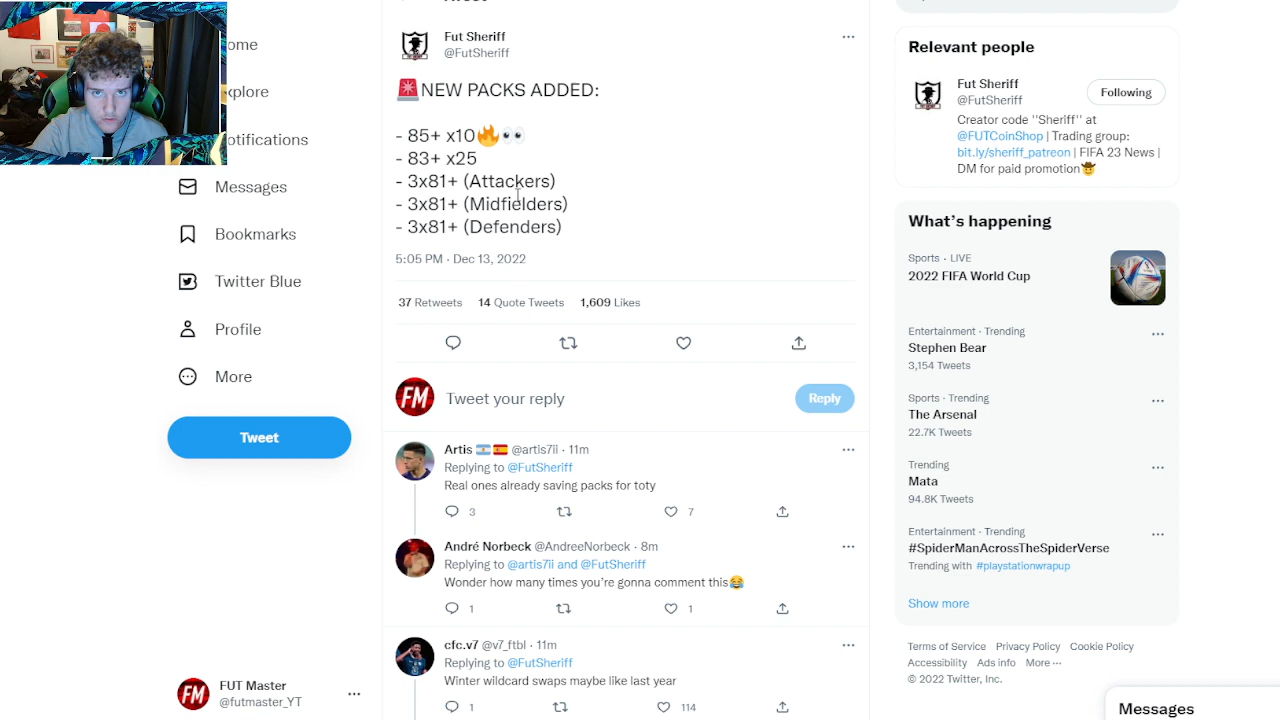 Home
Explore
Notifications
Messages
Bookmarks
Twitter Blue
Profile
More
Tweet
FUT Master
@futmaster_YT
Fut Sheriff
@FutSheriff
🚨NEW PACKS ADDED:
- 85+ x10🔥👀
- 83+ x25
- 3x81+ (Attackers)
- 3x81+ (Midfielders)
- 3x81+ (Defenders)
5:05 PM · Dec 13, 2022
37 Retweets 14 Quote Tweets 1,609 Likes
FM Tweet your reply Reply
Artis 🇦🇷🇪🇸 @artis7ii · 11m
Replying to @FutSheriff
Real ones already saving packs for toty
3 7
André Norbeck @AndreeNorbeck · 8m
Replying to @artis7ii and @FutSheriff
Wonder how many times you're gonna comment this😂
1 1
cfc.v7 @v7_ftbl · 11m
Replying to @FutSheriff
Winter wildcard swaps maybe like last year
1 114
Relevant people
Fut Sheriff
@FutSheriff
Following
Creator code ''Sheriff'' at
@FUTCoinShop | Trading group:
bit.ly/sheriff_patreon | FIFA 23 News |
DM for paid promotion🤠
What's happening
Sports · LIVE
2022 FIFA World Cup
Entertainment · Trending
Stephen Bear
3,154 Tweets
Sports · Trending
The Arsenal
22.7K Tweets
Trending
Mata
94.8K Tweets
Entertainment · Trending
#SpiderManAcrossTheSpiderVerse
Trending with #playstationwrapup
Show more
Terms of Service Privacy Policy Cookie Policy
Accessibility Ads info More ···
© 2022 Twitter, Inc.
Messages
FM